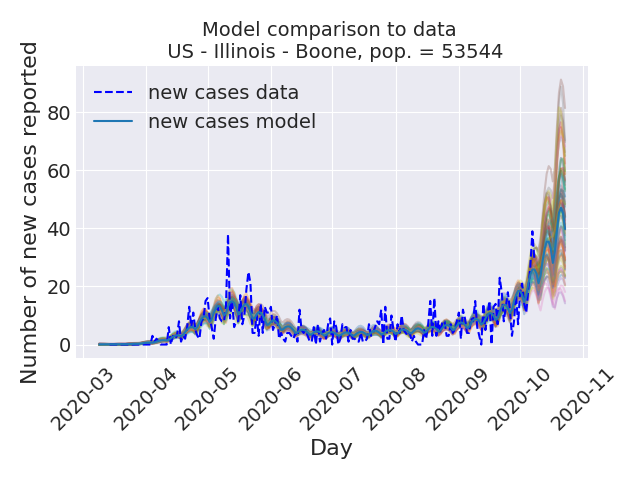 Model comparison to data
US - Illinois - Boone, pop. = 53544
Number of new cases reported
80
60
40
20
0
new cases data
new cases model
2020-03
2020-04
2020-05
2020-06
2020-07
2020-08
2020-09
2020-10
2020-11
Day